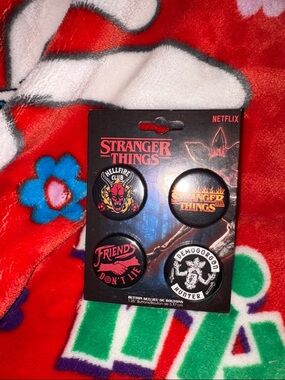 NETFLIX
STRANGER
THINGS
HELLFIRE
CLUB
STRANGER
THINGS
FRIENDS
DON'T LIE
DEMOGORGON
HUNTER